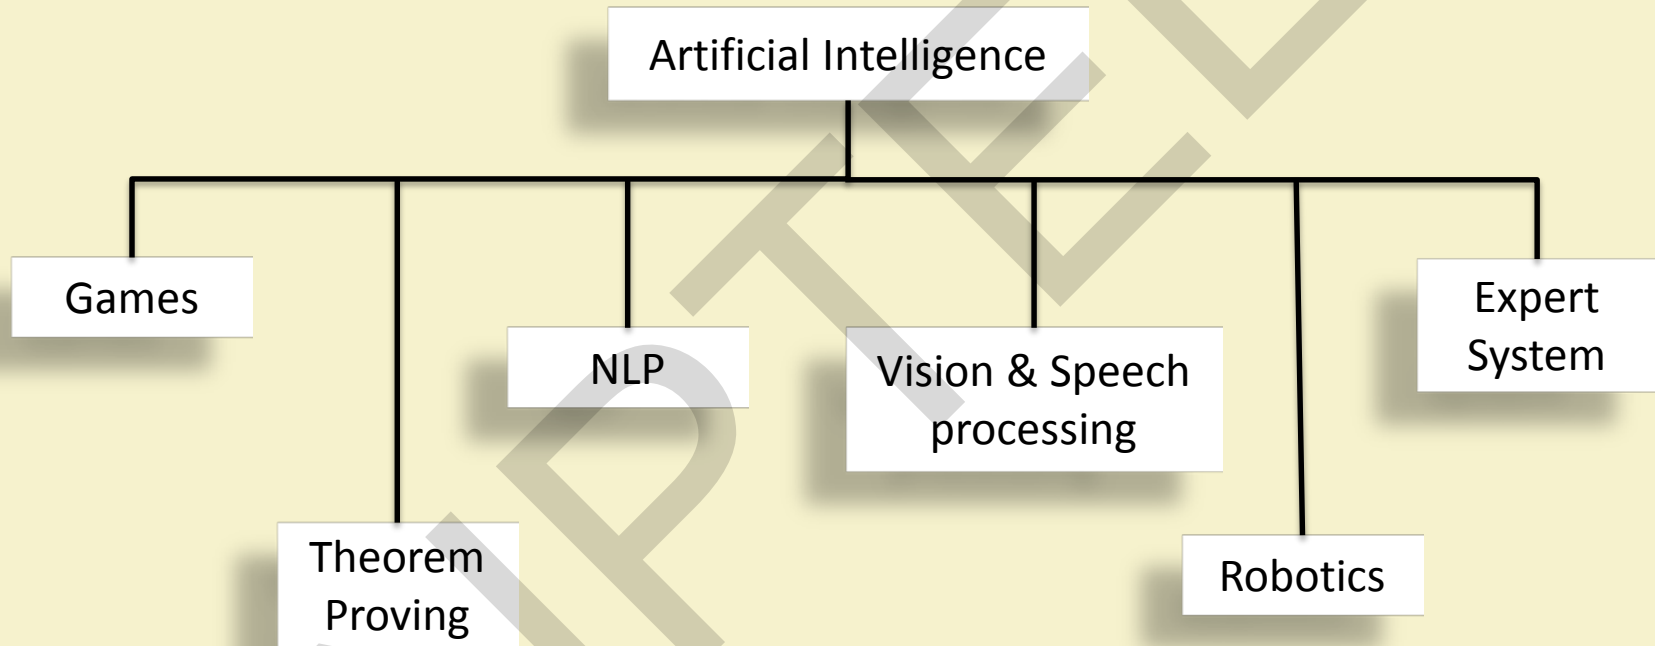 Artificial Intelligence
Games
Expert
System
NLP
Vision & Speech
processing
Theorem
Proving
Robotics